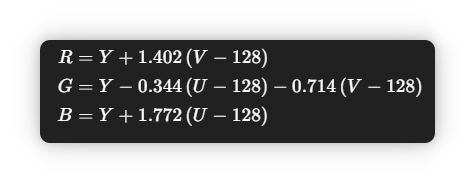 R = Y + 1.402 (V − 128)
G = Y − 0.344 (U − 128) − 0.714 (V − 128)
B = Y + 1.772 (U − 128)